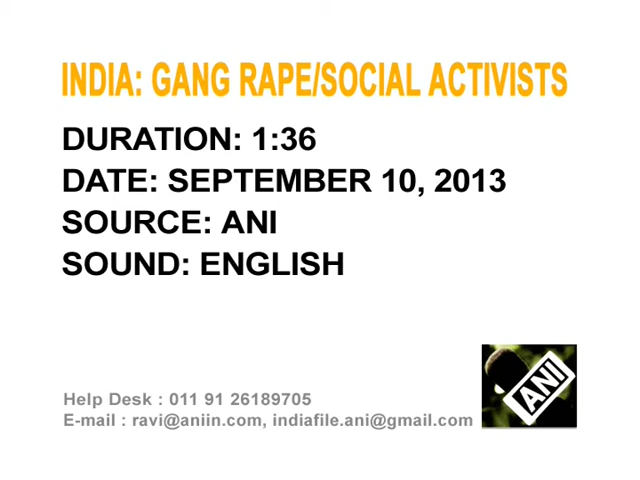 INDIA: GANG RAPE/SOCIAL ACTIVISTS
DURATION: 1:36
DATE: SEPTEMBER 10, 2013
SOURCE: ANI
SOUND: ENGLISH
Help Desk : 011 91 26189705
E-mail : ravi@aniin.com, indiafile.ani@gmail.com
ANI